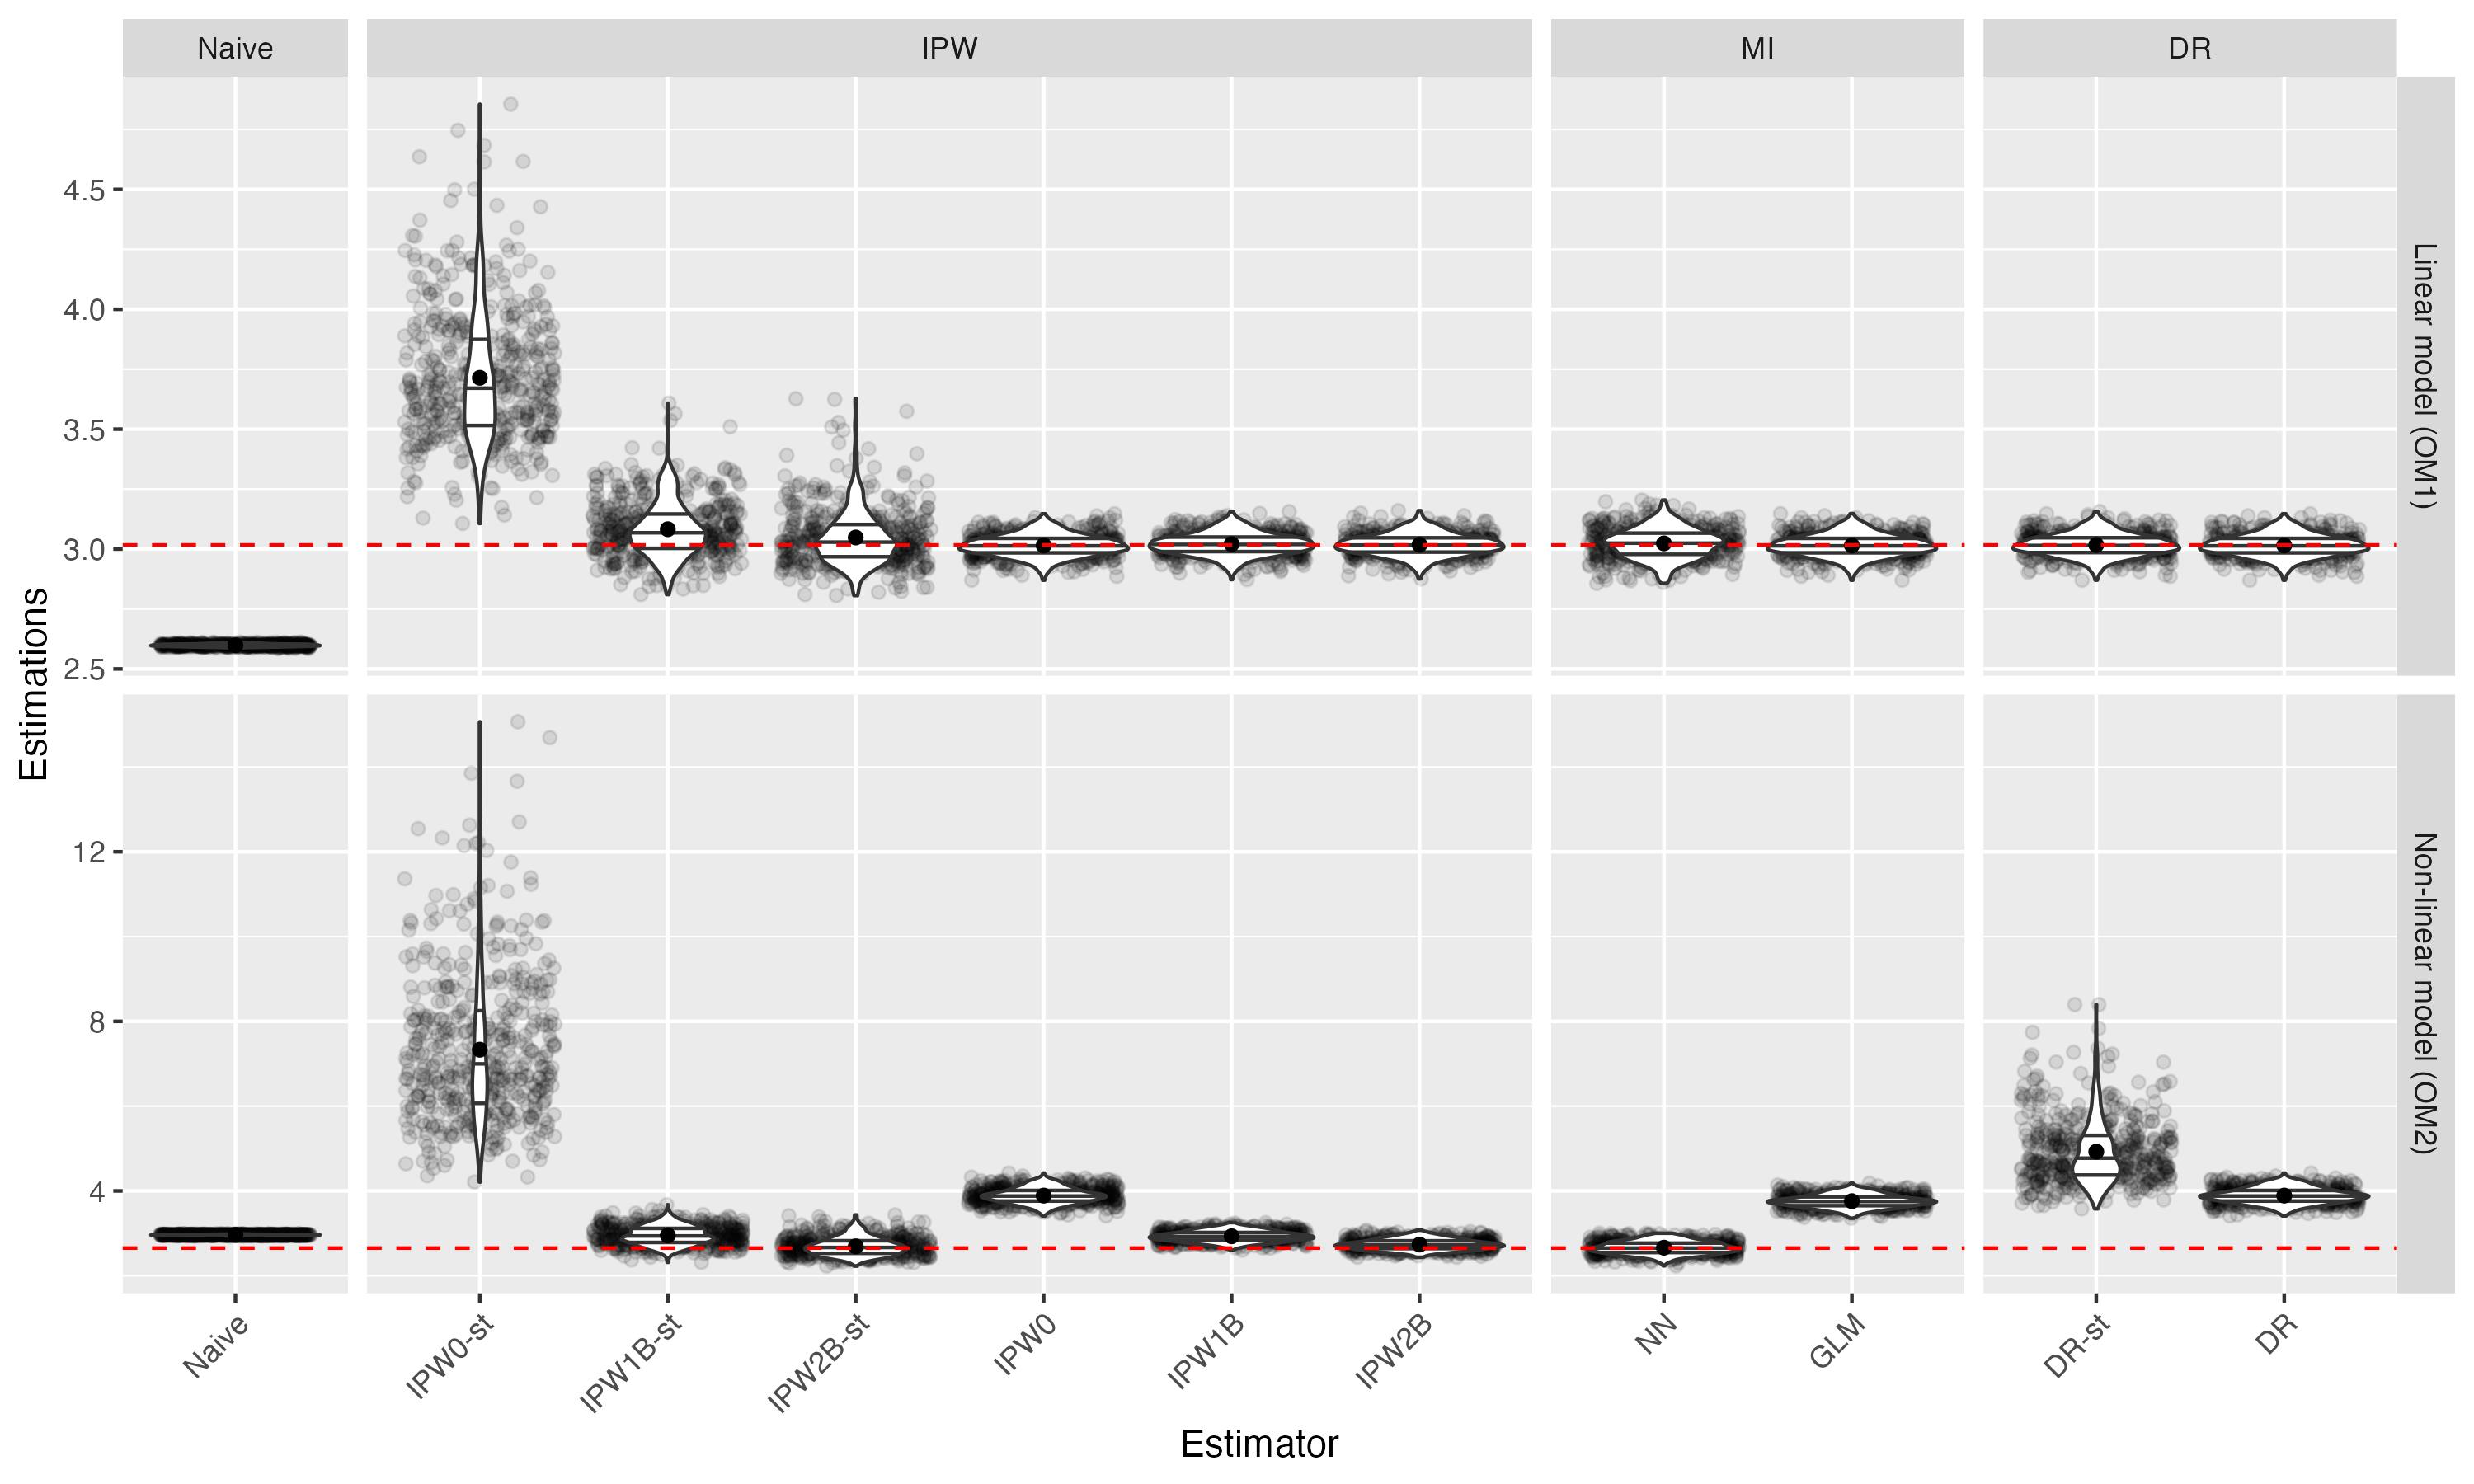 Naive
IPW
MI
DR
Estimations
4.5
4.0
3.5
3.0
2.5
Linear model (OM1)
12
8
4
Non-linear model (OM2)
Naive
IPW0-st
IPW1B-st
IPW2B-st
IPW0
IPW1B
IPW2B
NN
GLM
DR-st
DR
Estimator